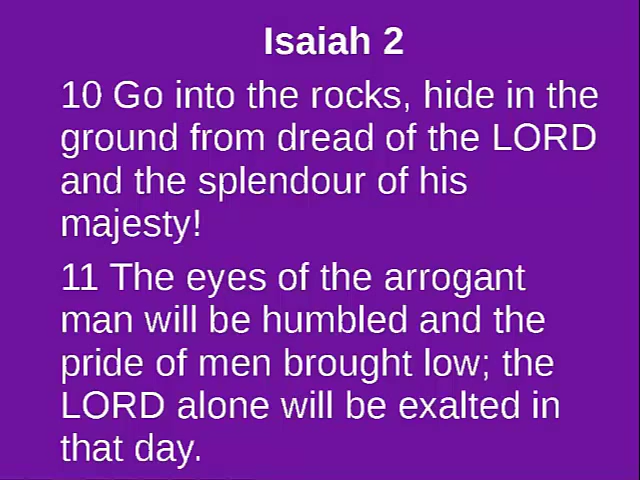 Isaiah 2
10 Go into the rocks, hide in the
ground from dread of the LORD
and the splendour of his
majesty!
11 The eyes of the arrogant
man will be humbled and the
pride of men brought low; the
LORD alone will be exalted in
that day.